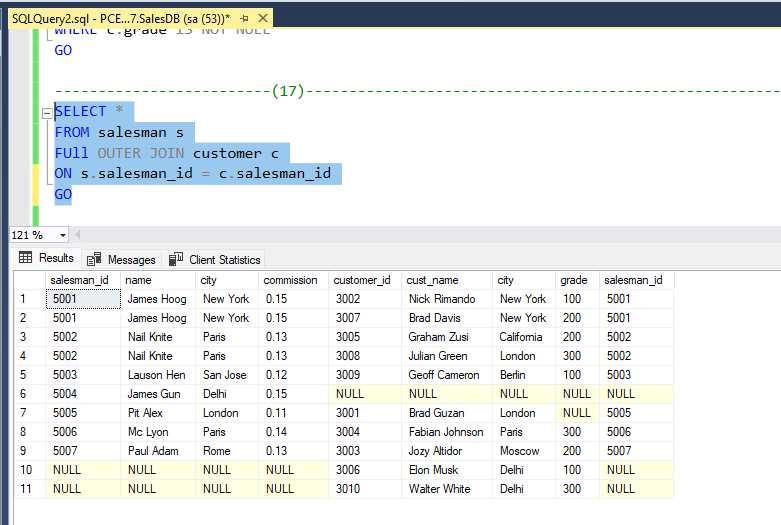 SQLQuery2.sql - PCE...7.SalesDB (sa (53))*
WHERE c.grade IS NOT NULL
GO
------------------------(17)------------------------------------------------------
SELECT *
FROM salesman s
FUll OUTER JOIN customer c
ON s.salesman_id = c.salesman_id
GO
121 %
Results Messages Client Statistics
salesman_id name city commission customer_id cust_name city grade salesman_id
1 5001 James Hoog New York 0.15 3002 Nick Rimando New York 100 5001
2 5001 James Hoog New York 0.15 3007 Brad Davis New York 200 5001
3 5002 Nail Knite Paris 0.13 3005 Graham Zusi California 200 5002
4 5002 Nail Knite Paris 0.13 3008 Julian Green London 300 5002
5 5003 Lauson Hen San Jose 0.12 3009 Geoff Cameron Berlin 100 5003
6 5004 James Gun Delhi 0.15 NULL NULL NULL NULL NULL
7 5005 Pit Alex London 0.11 3001 Brad Guzan London NULL 5005
8 5006 Mc Lyon Paris 0.14 3004 Fabian Johnson Paris 300 5006
9 5007 Paul Adam Rome 0.13 3003 Jozy Altidor Moscow 200 5007
10 NULL NULL NULL NULL 3006 Elon Musk Delhi 100 NULL
11 NULL NULL NULL NULL 3010 Walter White Delhi 300 NULL